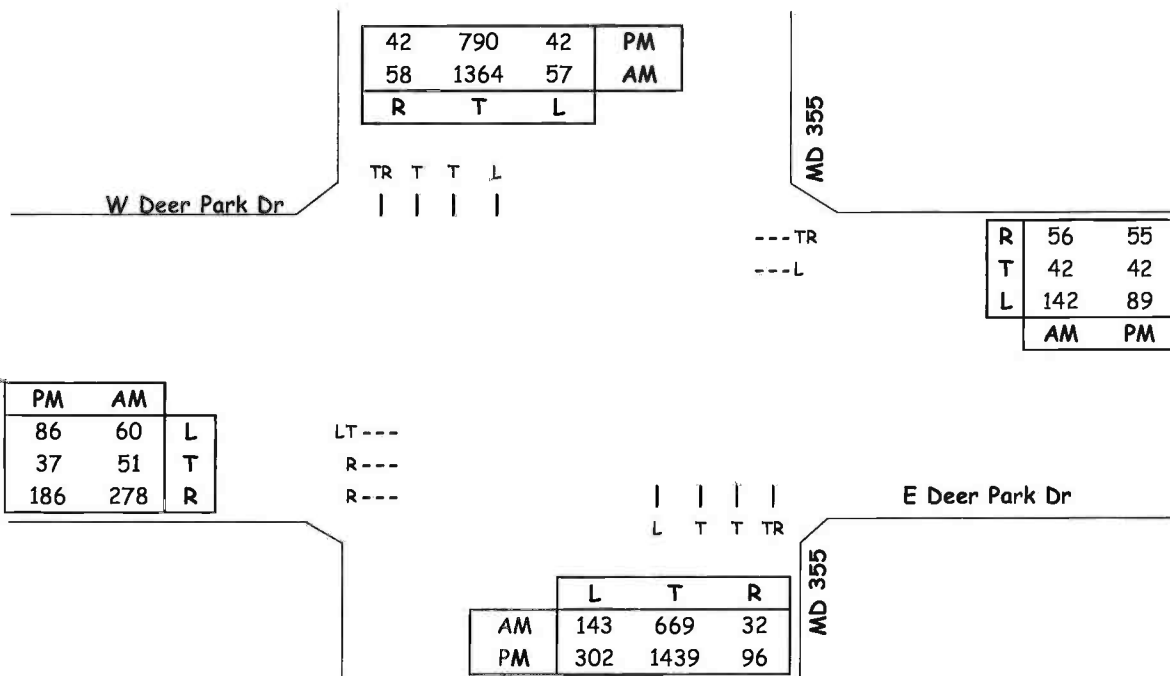 42 790 42 PM
58 1364 57 AM
R T L
MD 355
TR T T L
W Deer Park Dr
---TR
---L
R 56 55
T 42 42
L 142 89
AM PM
PM AM
86 60 L
37 51 T
186 278 R
LT---
R---
R---
E Deer Park Dr
L T T TR
MD 355
L T R
AM 143 669 32
PM 302 1439 96